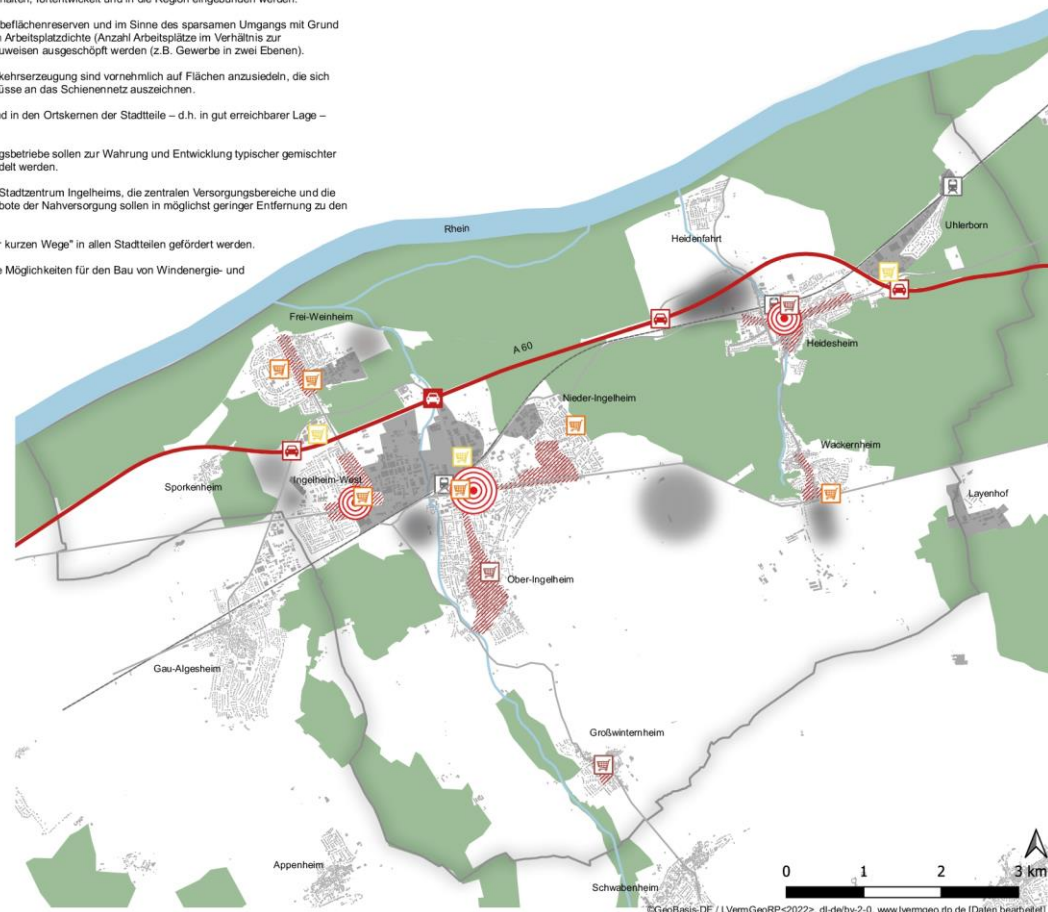 halten, fortentwickelt und in die Region eingebunden werden.
beflächenreserven und im Sinne des sparsamen Umgangs mit Grund
Arbeitsplatzdichte (Anzahl Arbeitsplätze im Verhältnis zur
uweisen ausgeschöpft werden (z.B. Gewerbe in zwei Ebenen).
kehrserzeugung sind vornehmlich auf Flächen anzusiedeln, die sich
üsse an das Schienennetz auszeichnen.
d in den Ortskernen der Stadtteile – d.h. in gut erreichbarer Lage –
gsbetriebe sollen zur Wahrung und Entwicklung typischer gemischter
delt werden.
Stadtzentrum Ingelheims, die zentralen Versorgungsbereiche und die
bote der Nahversorgung sollen in möglichst geringer Entfernung zu den
r kurzen Wege" in allen Stadtteilen gefördert werden.
e Möglichkeiten für den Bau von Windenergie- und
Rhein
Heidenfahrt
Uhlerborn
Frei-Weinheim
A 60
Heidesheim
Nieder-Ingelheim
Wackernheim
Sporkenheim
Ingelheim-West
Layenhof
Ober-Ingelheim
Gau-Algesheim
Großwinternheim
Appenheim
Schwabenheim
0 1 2 3 km
©GeoBasis-DE / LVermGeoRP<2022>, dl-de/by-2-0, www.lvermgeo.rlp.de [Daten bearbeitet]